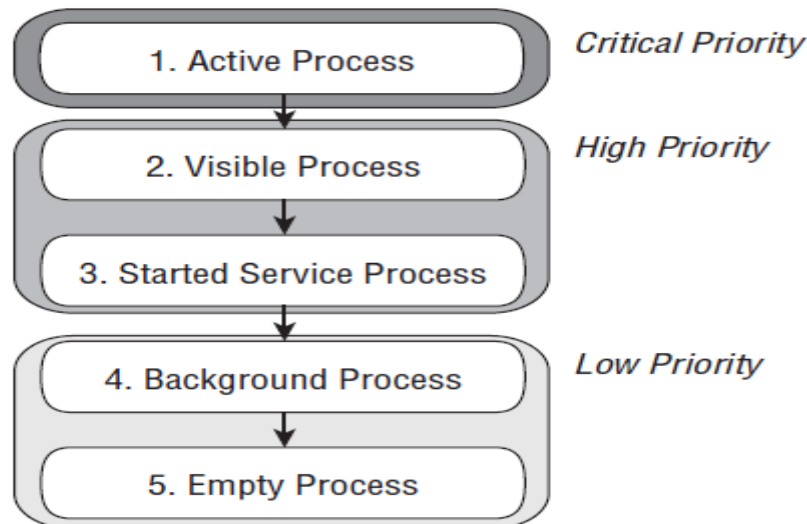 1. Active Process
Critical Priority
2. Visible Process
High Priority
3. Started Service Process
4. Background Process
Low Priority
5. Empty Process